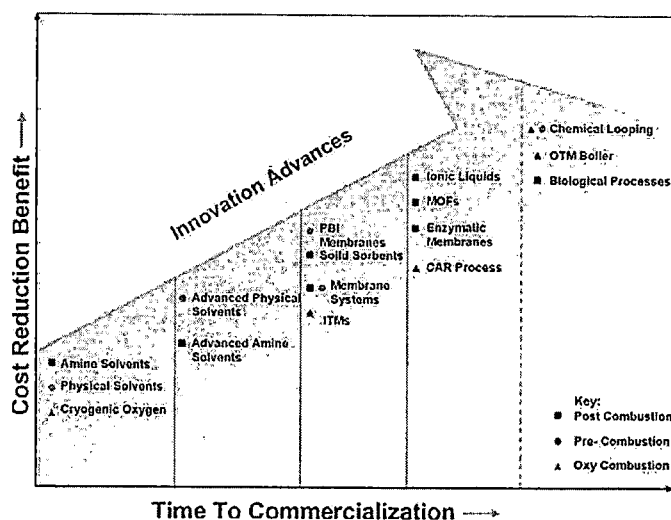 Cost Reduction Benefit
Innovation Advances
Amine Solvents
Physical Solvents
Cryogenic Oxygen
Advanced Physical
Solvents
Advanced Amine
Solvents
PBI
Membranes
Solid Sorbents
Membrane
Systems
ITMs
Ionic Liquids
MOFs
Enzymatic
Membranes
CAR Process
Chemical Looping
OTM Boiler
Biological Processes
Key:
Post Combustion
Pre- Combustion
Oxy Combustion
Time To Commercialization